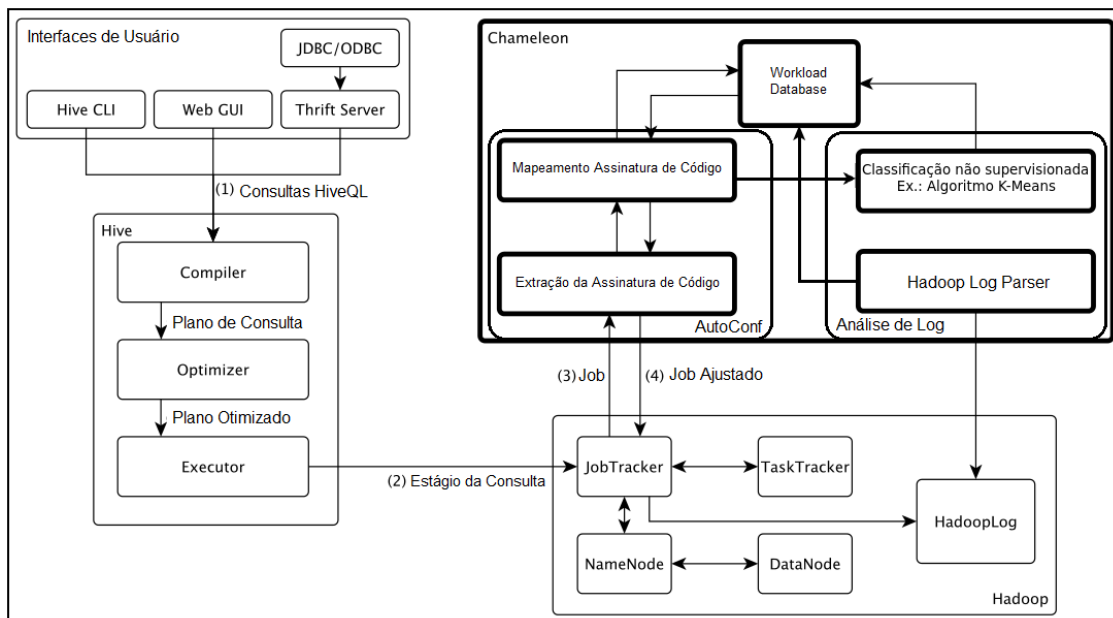 Interfaces de Usuário
JDBC/ODBC
Hive CLI
Web GUI
Thrift Server
(1) Consultas HiveQL
Hive
Compiler
Plano de Consulta
Optimizer
Plano Otimizado
Executor
(2) Estágio da Consulta
Chameleon
Workload
Database
Mapeamento Assinatura de Código
Classificação não supervisionada
Ex.: Algoritmo K-Means
Extração da Assinatura de Código
Hadoop Log Parser
AutoConf
Análise de Log
(3) Job
(4) Job Ajustado
JobTracker
TaskTracker
HadoopLog
NameNode
DataNode
Hadoop